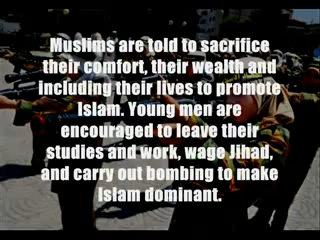 Muslims are told to sacrifice
their comfort, their wealth and
including their lives to promote
Islam. Young men are
encouraged to leave their
studies and work, wage Jihad,
and carry out bombing to make
Islam dominant.